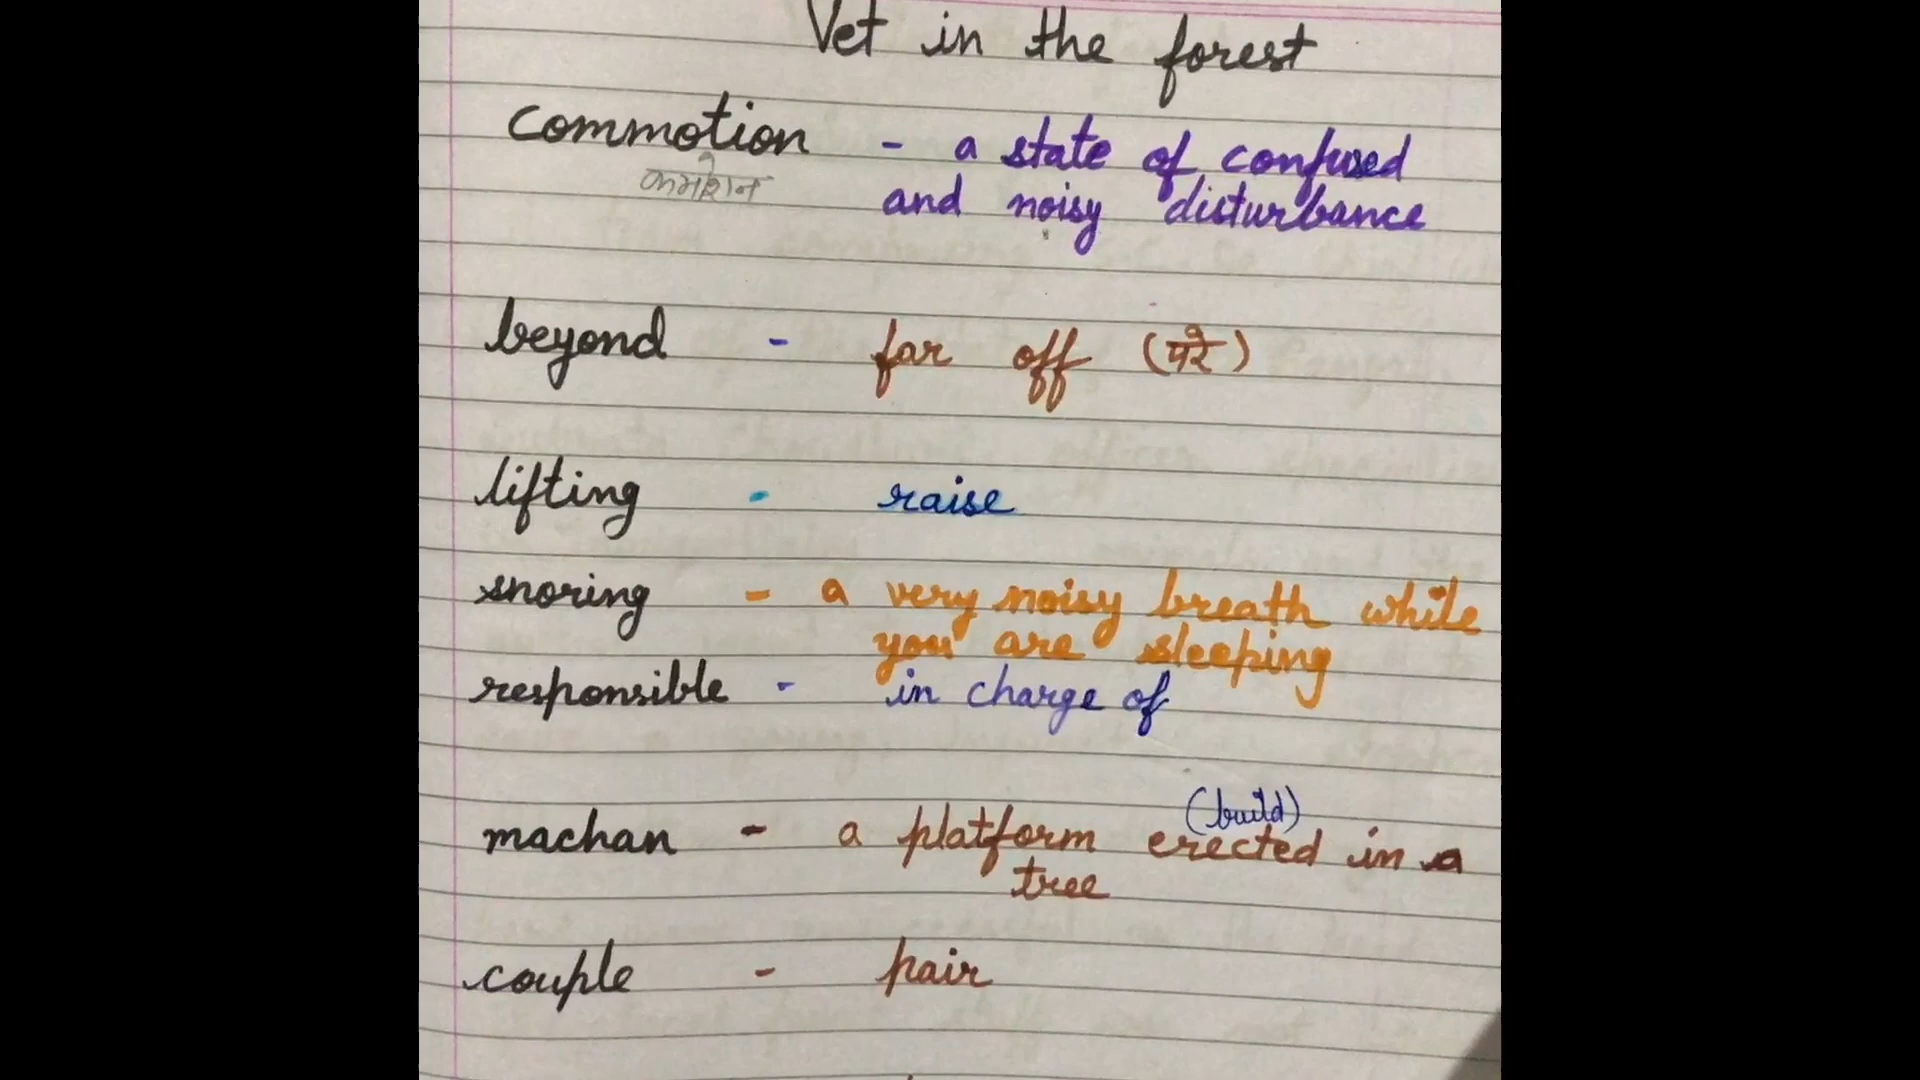 Vet in the forest
commotion - a state of confused
कमोशन and noisy disturbance
beyond - far off (परे)
lifting - raise
snoring - a very noisy breath while
you are sleeping
responsible - in charge of
(build)
machan - a platform erected in a
tree
couple - pair